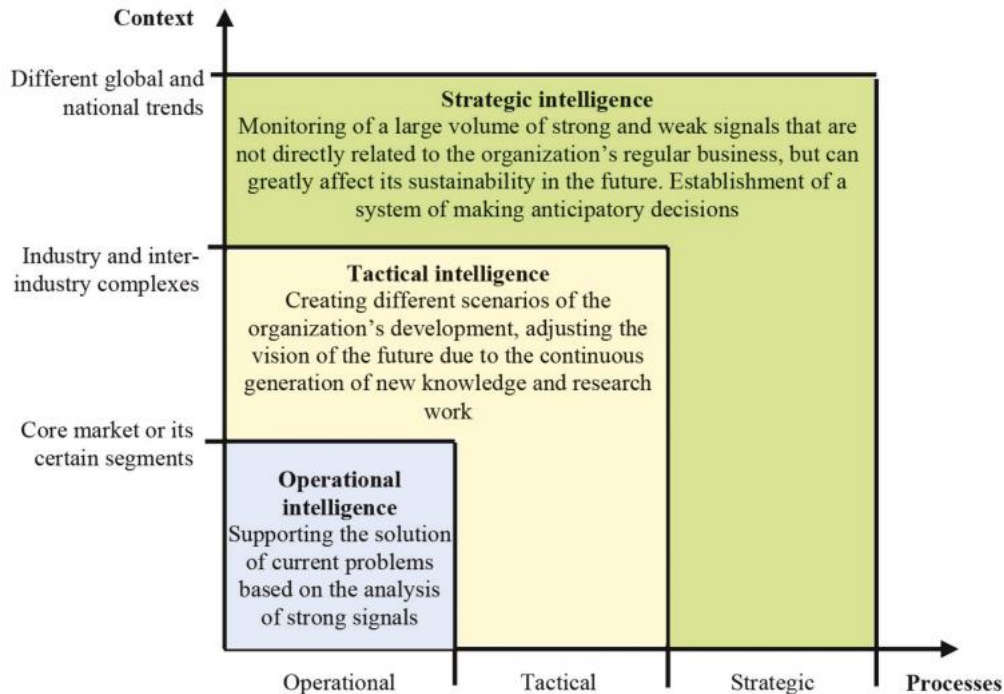 Context
Different global and
national trends
Strategic intelligence
Monitoring of a large volume of strong and weak signals that are
not directly related to the organization's regular business, but can
greatly affect its sustainability in the future. Establishment of a
system of making anticipatory decisions
Industry and inter-
industry complexes
Tactical intelligence
Creating different scenarios of the
organization's development, adjusting the
vision of the future due to the continuous
generation of new knowledge and research
work
Core market or its
certain segments
Operational
intelligence
Supporting the solution
of current problems
based on the analysis
of strong signals
Operational
Tactical
Strategic
Processes